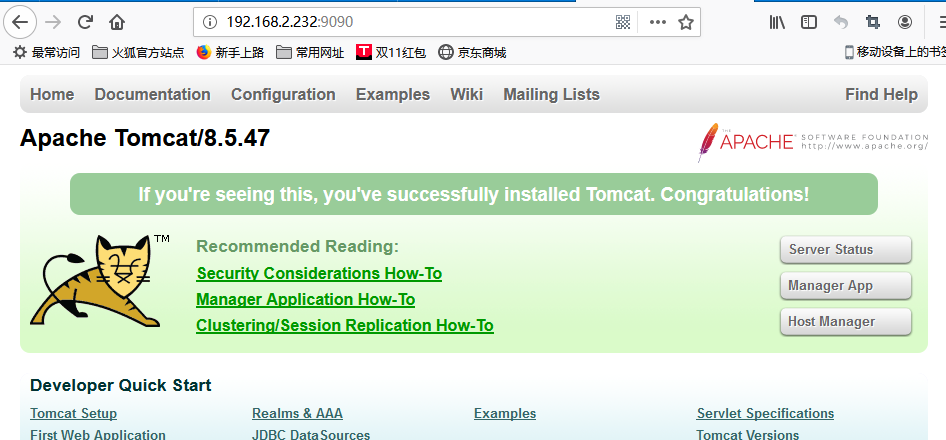 192.168.2.232:9090
最常访问 火狐官方站点 新手上路 常用网址 双11红包 京东商城 移动设备上的书签
Home Documentation Configuration Examples Wiki Mailing Lists Find Help
Apache Tomcat/8.5.47
THE APACHE SOFTWARE FOUNDATION
http://www.apache.org/
If you're seeing this, you've successfully installed Tomcat. Congratulations!
TM
Recommended Reading:
Security Considerations How-To
Manager Application How-To
Clustering/Session Replication How-To
Server Status
Manager App
Host Manager
Developer Quick Start
Tomcat Setup Realms & AAA Examples Servlet Specifications
First Web Application JDBC DataSources Tomcat Versions